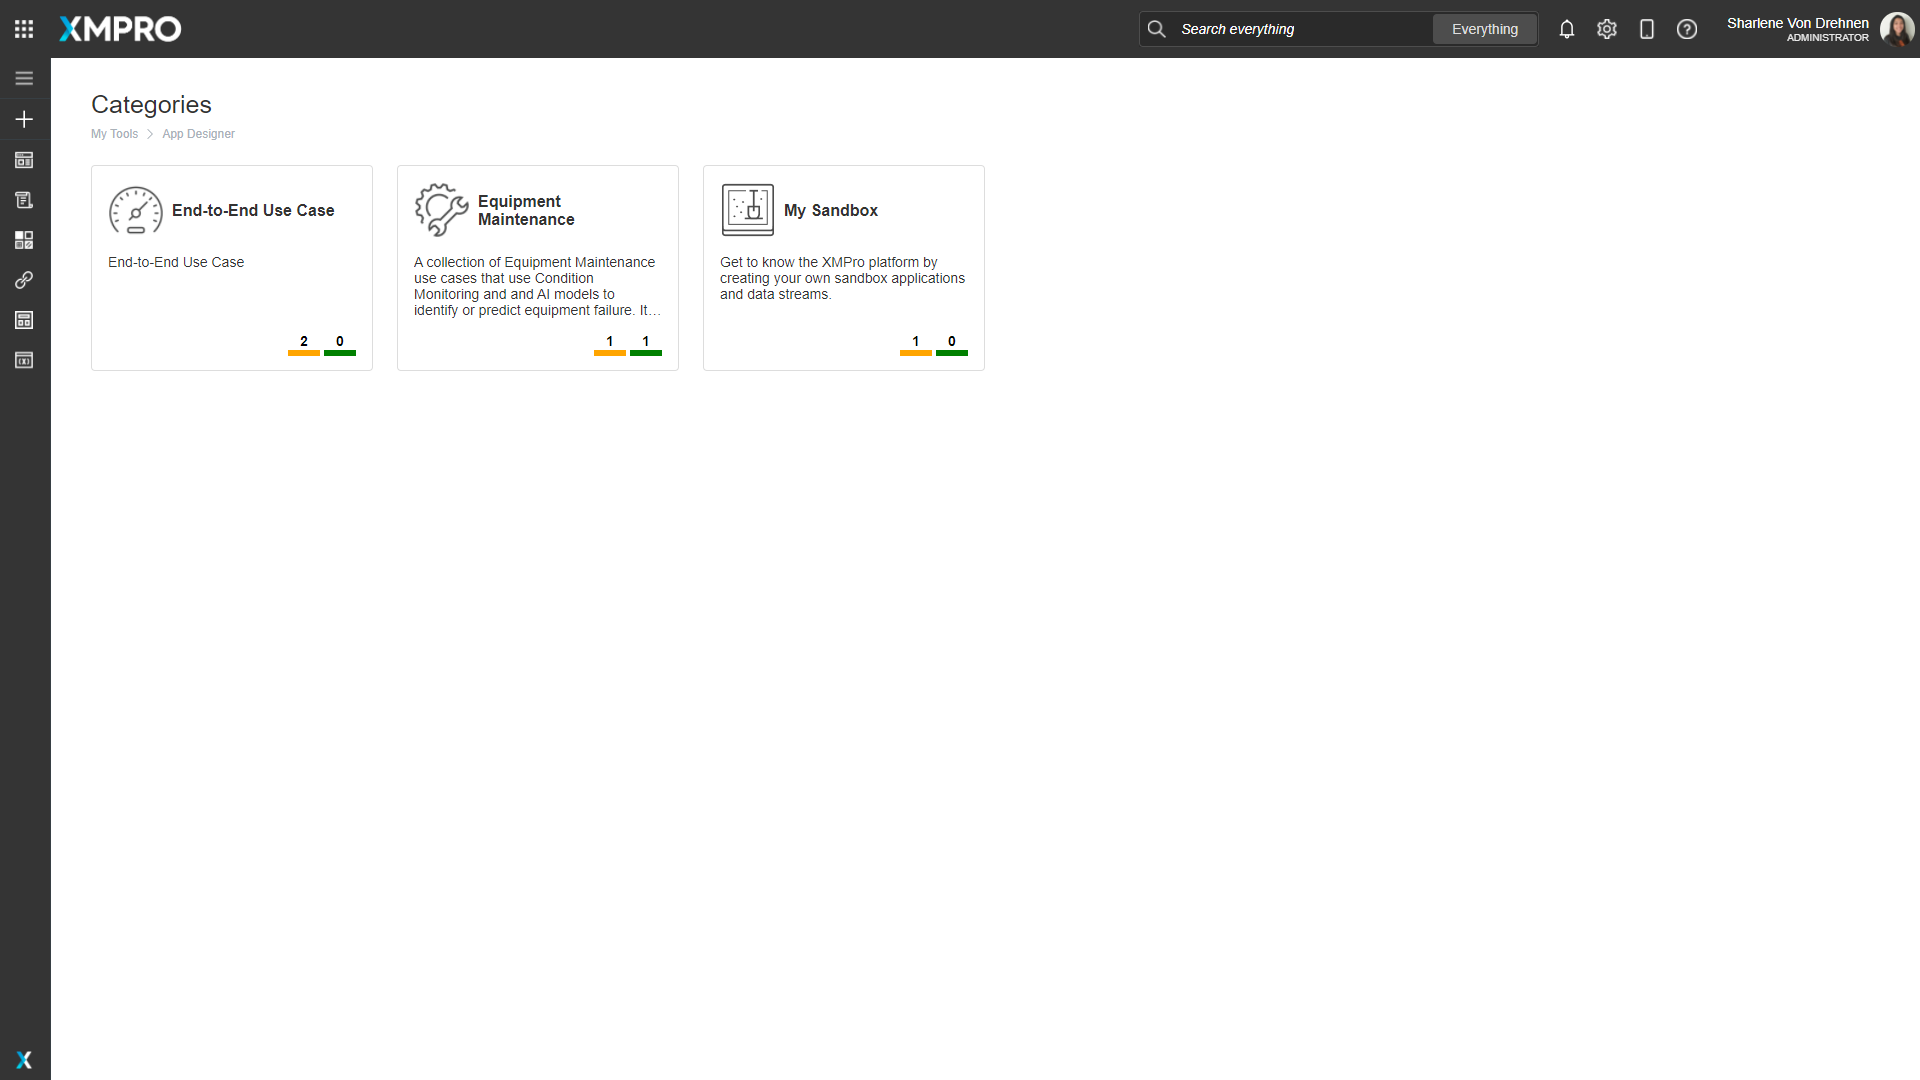 XMPRO
Search everything
Everything
Sharlene Von Drehnen
ADMINISTRATOR
Categories
My Tools
App Designer
End-to-End Use Case
End-to-End Use Case
2 0
Equipment
Maintenance
A collection of Equipment Maintenance
use cases that use Condition
Monitoring and and AI models to
identify or predict equipment failure. It…
1 1
My Sandbox
Get to know the XMPro platform by
creating your own sandbox applications
and data streams.
1 0